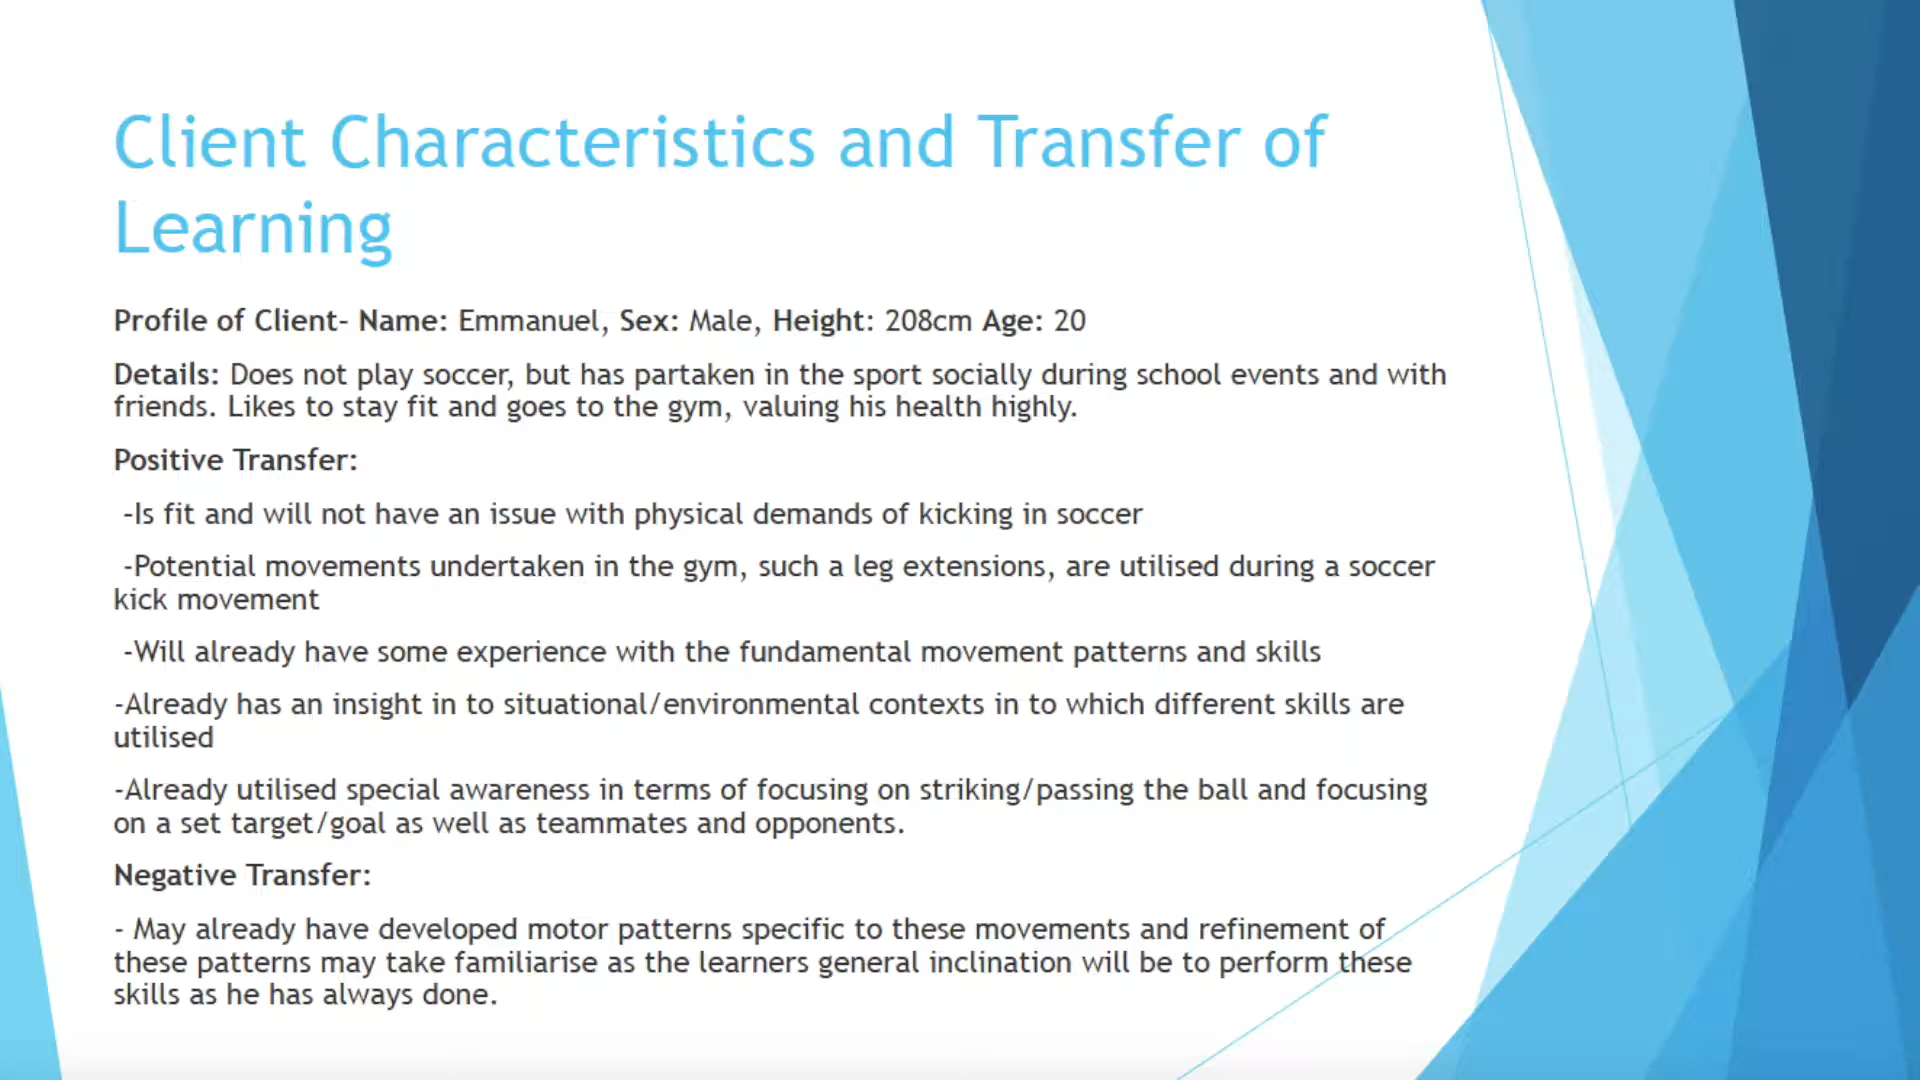 Client Characteristics and Transfer of
Learning
Profile of Client- Name: Emmanuel, Sex: Male, Height: 208cm Age: 20
Details: Does not play soccer, but has partaken in the sport socially during school events and with
friends. Likes to stay fit and goes to the gym, valuing his health highly.
Positive Transfer:
-Is fit and will not have an issue with physical demands of kicking in soccer
-Potential movements undertaken in the gym, such a leg extensions, are utilised during a soccer
kick movement
-Will already have some experience with the fundamental movement patterns and skills
-Already has an insight in to situational/environmental contexts in to which different skills are
utilised
-Already utilised special awareness in terms of focusing on striking/passing the ball and focusing
on a set target/goal as well as teammates and opponents.
Negative Transfer:
- May already have developed motor patterns specific to these movements and refinement of
these patterns may take familiarise as the learners general inclination will be to perform these
skills as he has always done.